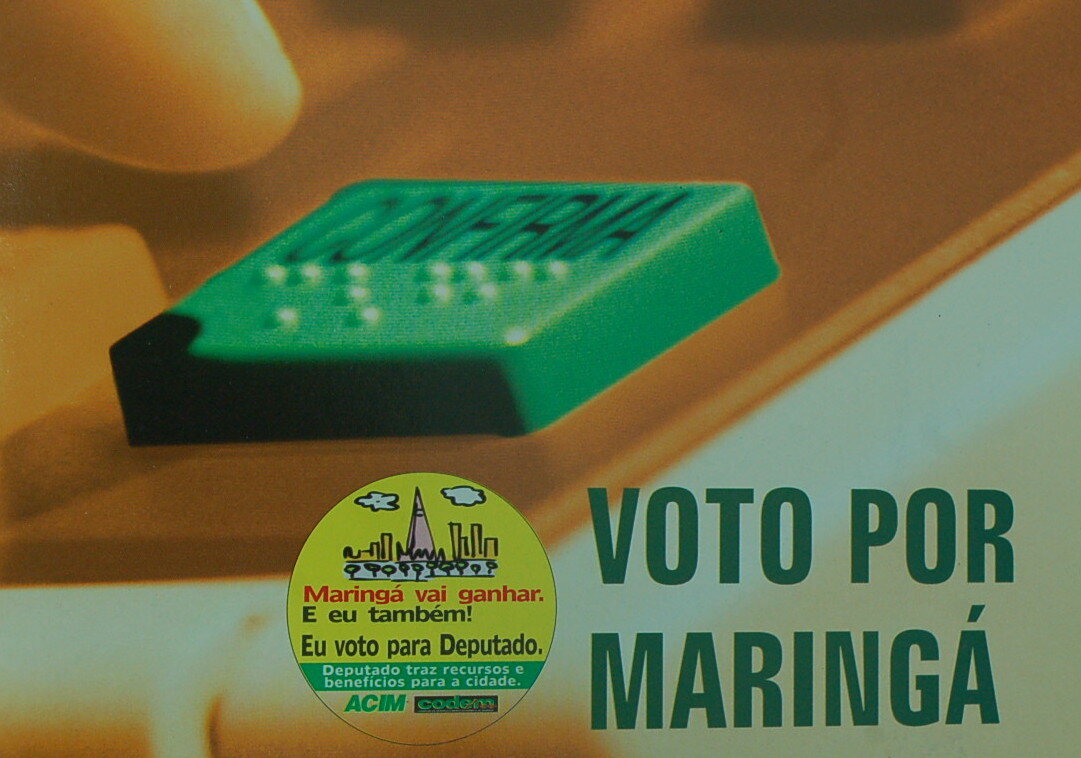 CONFIRMA
VOTO POR
MARINGÁ
Maringá vai ganhar.
E eu também!
Eu voto para Deputado.
Deputado traz recursos e
benefícios para a cidade.
ACIM codem